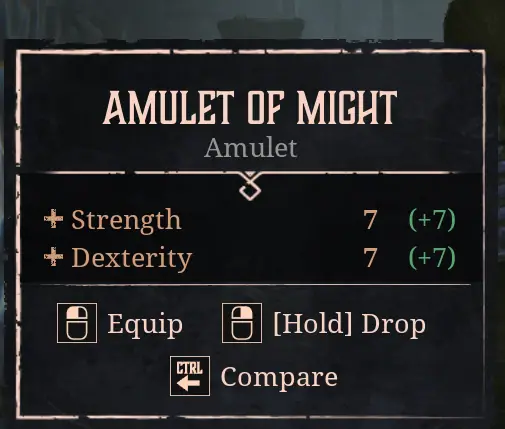 AMULET OF MIGHT
Amulet
Strength 7 (+7)
Dexterity 7 (+7)
Equip [Hold] Drop
CTRL Compare